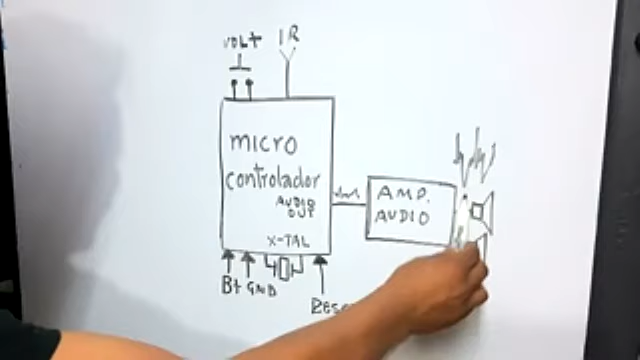 VOLT IR
micro
controlador
AUDIO
OUT
X-TAL
AMP.
AUDIO
B+ GND